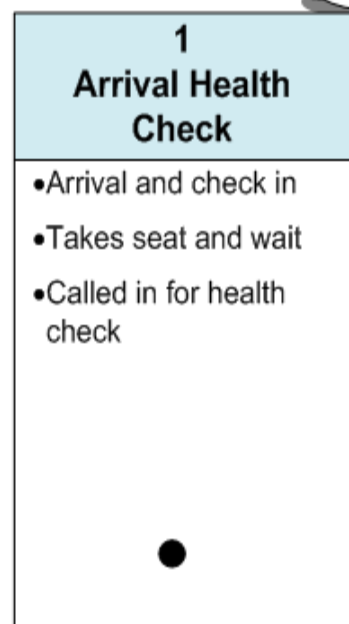 1
Arrival Health
Check
•Arrival and check in
•Takes seat and wait
•Called in for health
check